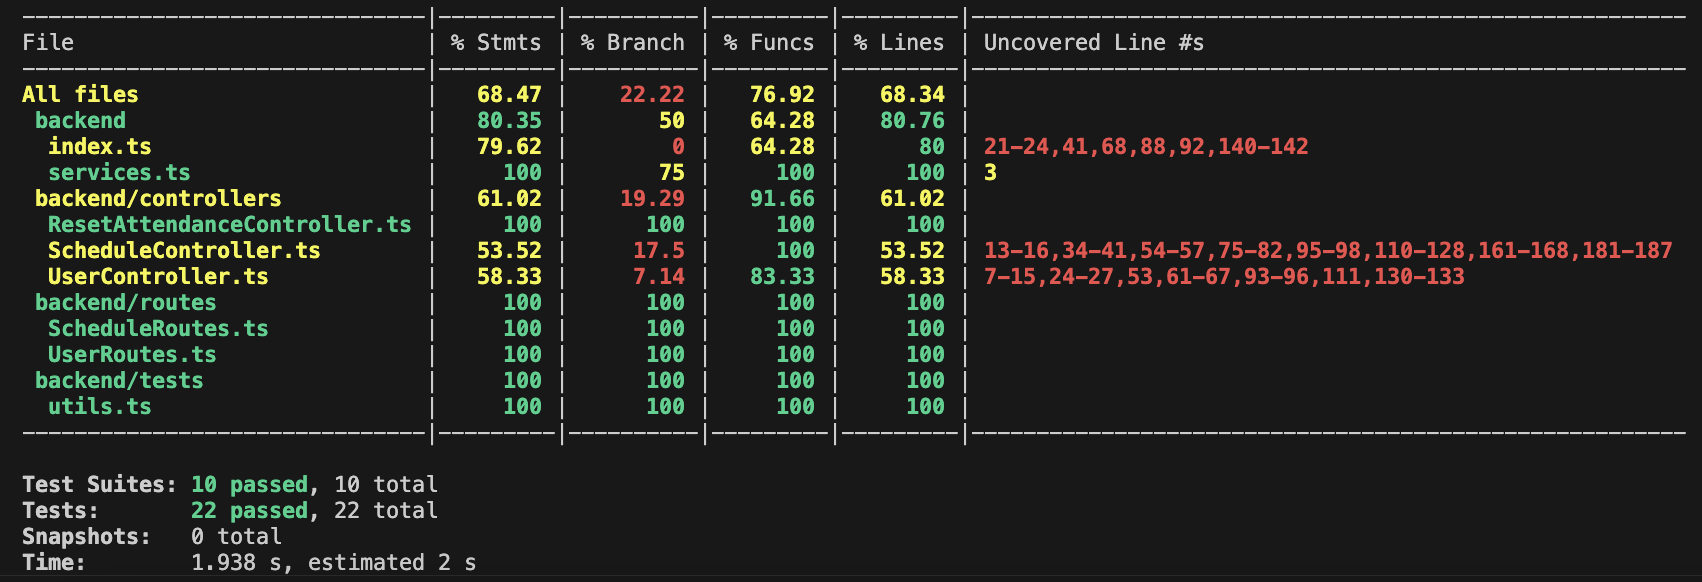 File | % Stmts | % Branch | % Funcs | % Lines | Uncovered Line #s
All files | 68.47 | 22.22 | 76.92 | 68.34 |
backend | 80.35 | 50 | 64.28 | 80.76 |
index.ts | 79.62 | 0 | 64.28 | 80 | 21-24,41,68,88,92,140-142
services.ts | 100 | 75 | 100 | 100 | 3
backend/controllers | 61.02 | 19.29 | 91.66 | 61.02 |
ResetAttendanceController.ts | 100 | 100 | 100 | 100 |
ScheduleController.ts | 53.52 | 17.5 | 100 | 53.52 | 13-16,34-41,54-57,75-82,95-98,110-128,161-168,181-187
UserController.ts | 58.33 | 7.14 | 83.33 | 58.33 | 7-15,24-27,53,61-67,93-96,111,130-133
backend/routes | 100 | 100 | 100 | 100 |
ScheduleRoutes.ts | 100 | 100 | 100 | 100 |
UserRoutes.ts | 100 | 100 | 100 | 100 |
backend/tests | 100 | 100 | 100 | 100 |
utils.ts | 100 | 100 | 100 | 100 |
Test Suites: 10 passed, 10 total
Tests: 22 passed, 22 total
Snapshots: 0 total
Time: 1.938 s, estimated 2 s